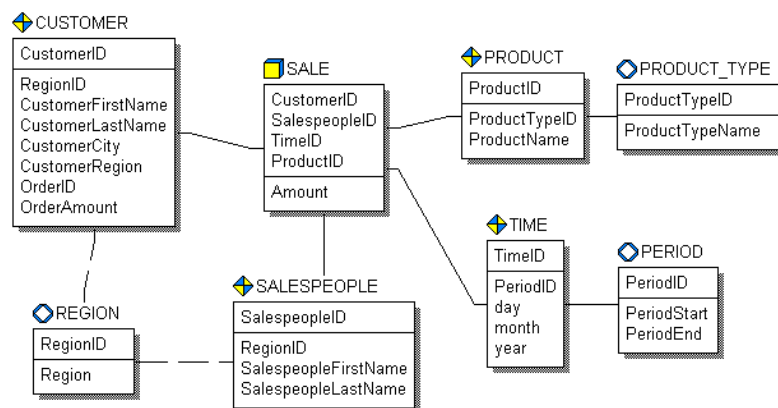 CUSTOMER
CustomerID
RegionID
CustomerFirstName
CustomerLastName
CustomerCity
CustomerRegion
OrderID
OrderAmount
SALE
CustomerID
SalespeopleID
TimeID
ProductID
Amount
PRODUCT
ProductID
ProductTypeID
ProductName
PRODUCT_TYPE
ProductTypeID
ProductTypeName
REGION
RegionID
Region
SALESPEOPLE
SalespeopleID
RegionID
SalespeopleFirstName
SalespeopleLastName
TIME
TimeID
PeriodID
day
month
year
PERIOD
PeriodID
PeriodStart
PeriodEnd